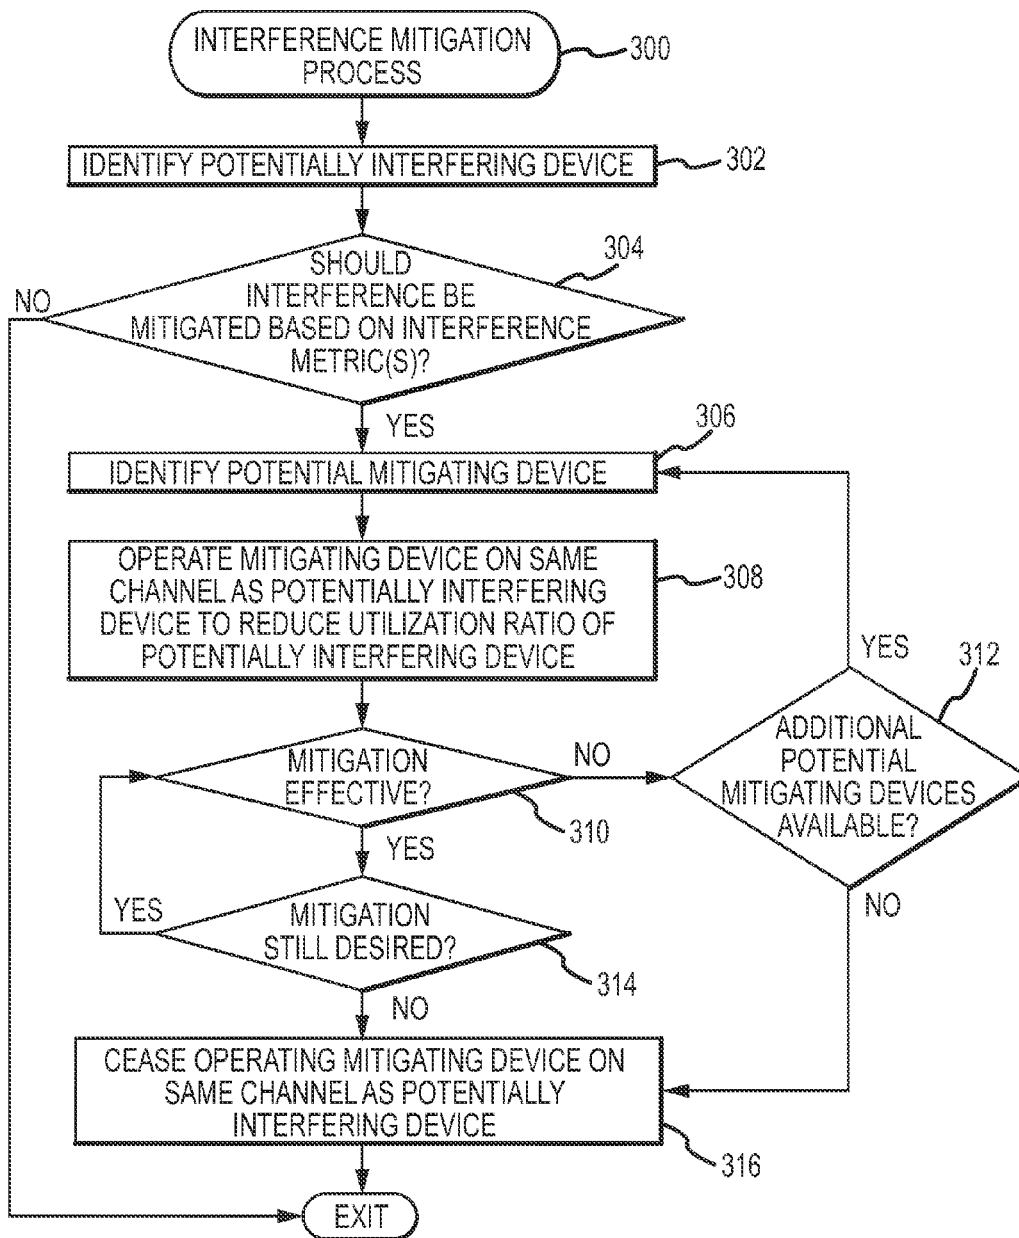 INTERFERENCE MITIGATION
PROCESS
300
IDENTIFY POTENTIALLY INTERFERING DEVICE
302
SHOULD
INTERFERENCE BE
MITIGATED BASED ON INTERFERENCE
METRIC(S)?
304
NO
YES
306
IDENTIFY POTENTIAL MITIGATING DEVICE
OPERATE MITIGATING DEVICE ON SAME
CHANNEL AS POTENTIALLY INTERFERING
DEVICE TO REDUCE UTILIZATION RATIO OF
POTENTIALLY INTERFERING DEVICE
308
YES
312
MITIGATION
EFFECTIVE?
NO
310
ADDITIONAL
POTENTIAL
MITIGATING DEVICES
AVAILABLE?
YES
NO
YES
MITIGATION
STILL DESIRED?
314
NO
CEASE OPERATING MITIGATING DEVICE ON
SAME CHANNEL AS POTENTIALLY
INTERFERING DEVICE
316
EXIT